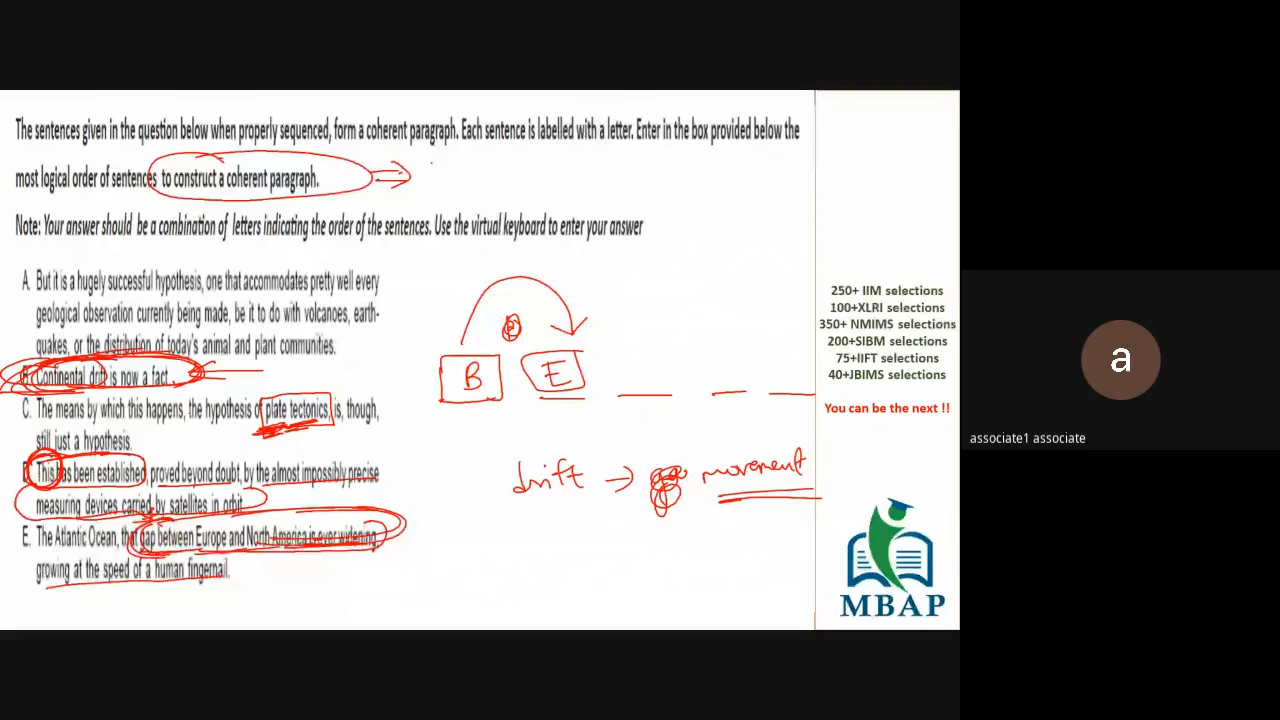 The sentences given in the question below when properly sequenced, form a coherent paragraph. Each sentence is labelled with a letter. Enter in the box provided below the
most logical order of sentences to construct a coherent paragraph.
Note: Your answer should be a combination of letters indicating the order of the sentences. Use the virtual keyboard to enter your answer
A. But it is a hugely successful hypothesis, one that accommodates pretty well every
geological observation currently being made, be it to do with volcanoes, earth-
quakes, or the distribution of today's animal and plant communities.
B. Continental drift is now a fact.
C. The means by which this happens, the hypothesis of plate tectonics, is, though,
still just a hypothesis.
D. This has been established, proved beyond doubt, by the almost impossibly precise
measuring devices carried by satellites in orbit.
E. The Atlantic Ocean, that gap between Europe and North America is ever widening,
growing at the speed of a human fingernail.
B E
drift → movement
250+ IIM selections
100+XLRI selections
350+ NMIMS selections
200+SIBM selections
75+IIFT selections
40+JBIMS selections
You can be the next !!
MBAP
a
associate1 associate